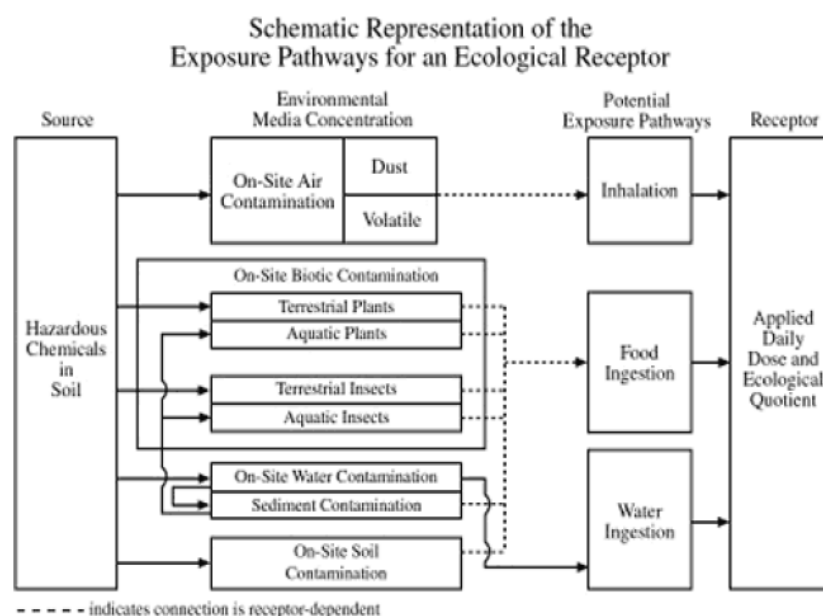 Schematic Representation of the
Exposure Pathways for an Ecological Receptor
Source
Environmental
Media Concentration
Potential
Exposure Pathways
Receptor
Hazardous
Chemicals
in
Soil
On-Site Air
Contamination
Dust
Volatile
On-Site Biotic Contamination
Terrestrial Plants
Aquatic Plants
Terrestrial Insects
Aquatic Insects
On-Site Water Contamination
Sediment Contamination
On-Site Soil
Contamination
Inhalation
Food
Ingestion
Water
Ingestion
Applied
Daily
Dose and
Ecological
Quotient
- - - - - indicates connection is receptor-dependent